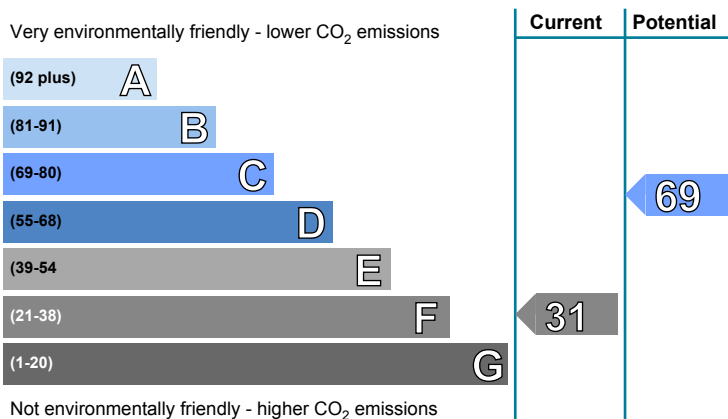 Current Potential
Very environmentally friendly - lower CO2 emissions
(92 plus) A
(81-91) B
(69-80) C
69
(55-68) D
(39-54 E
(21-38) F 31
(1-20) G
Not environmentally friendly - higher CO2 emissions